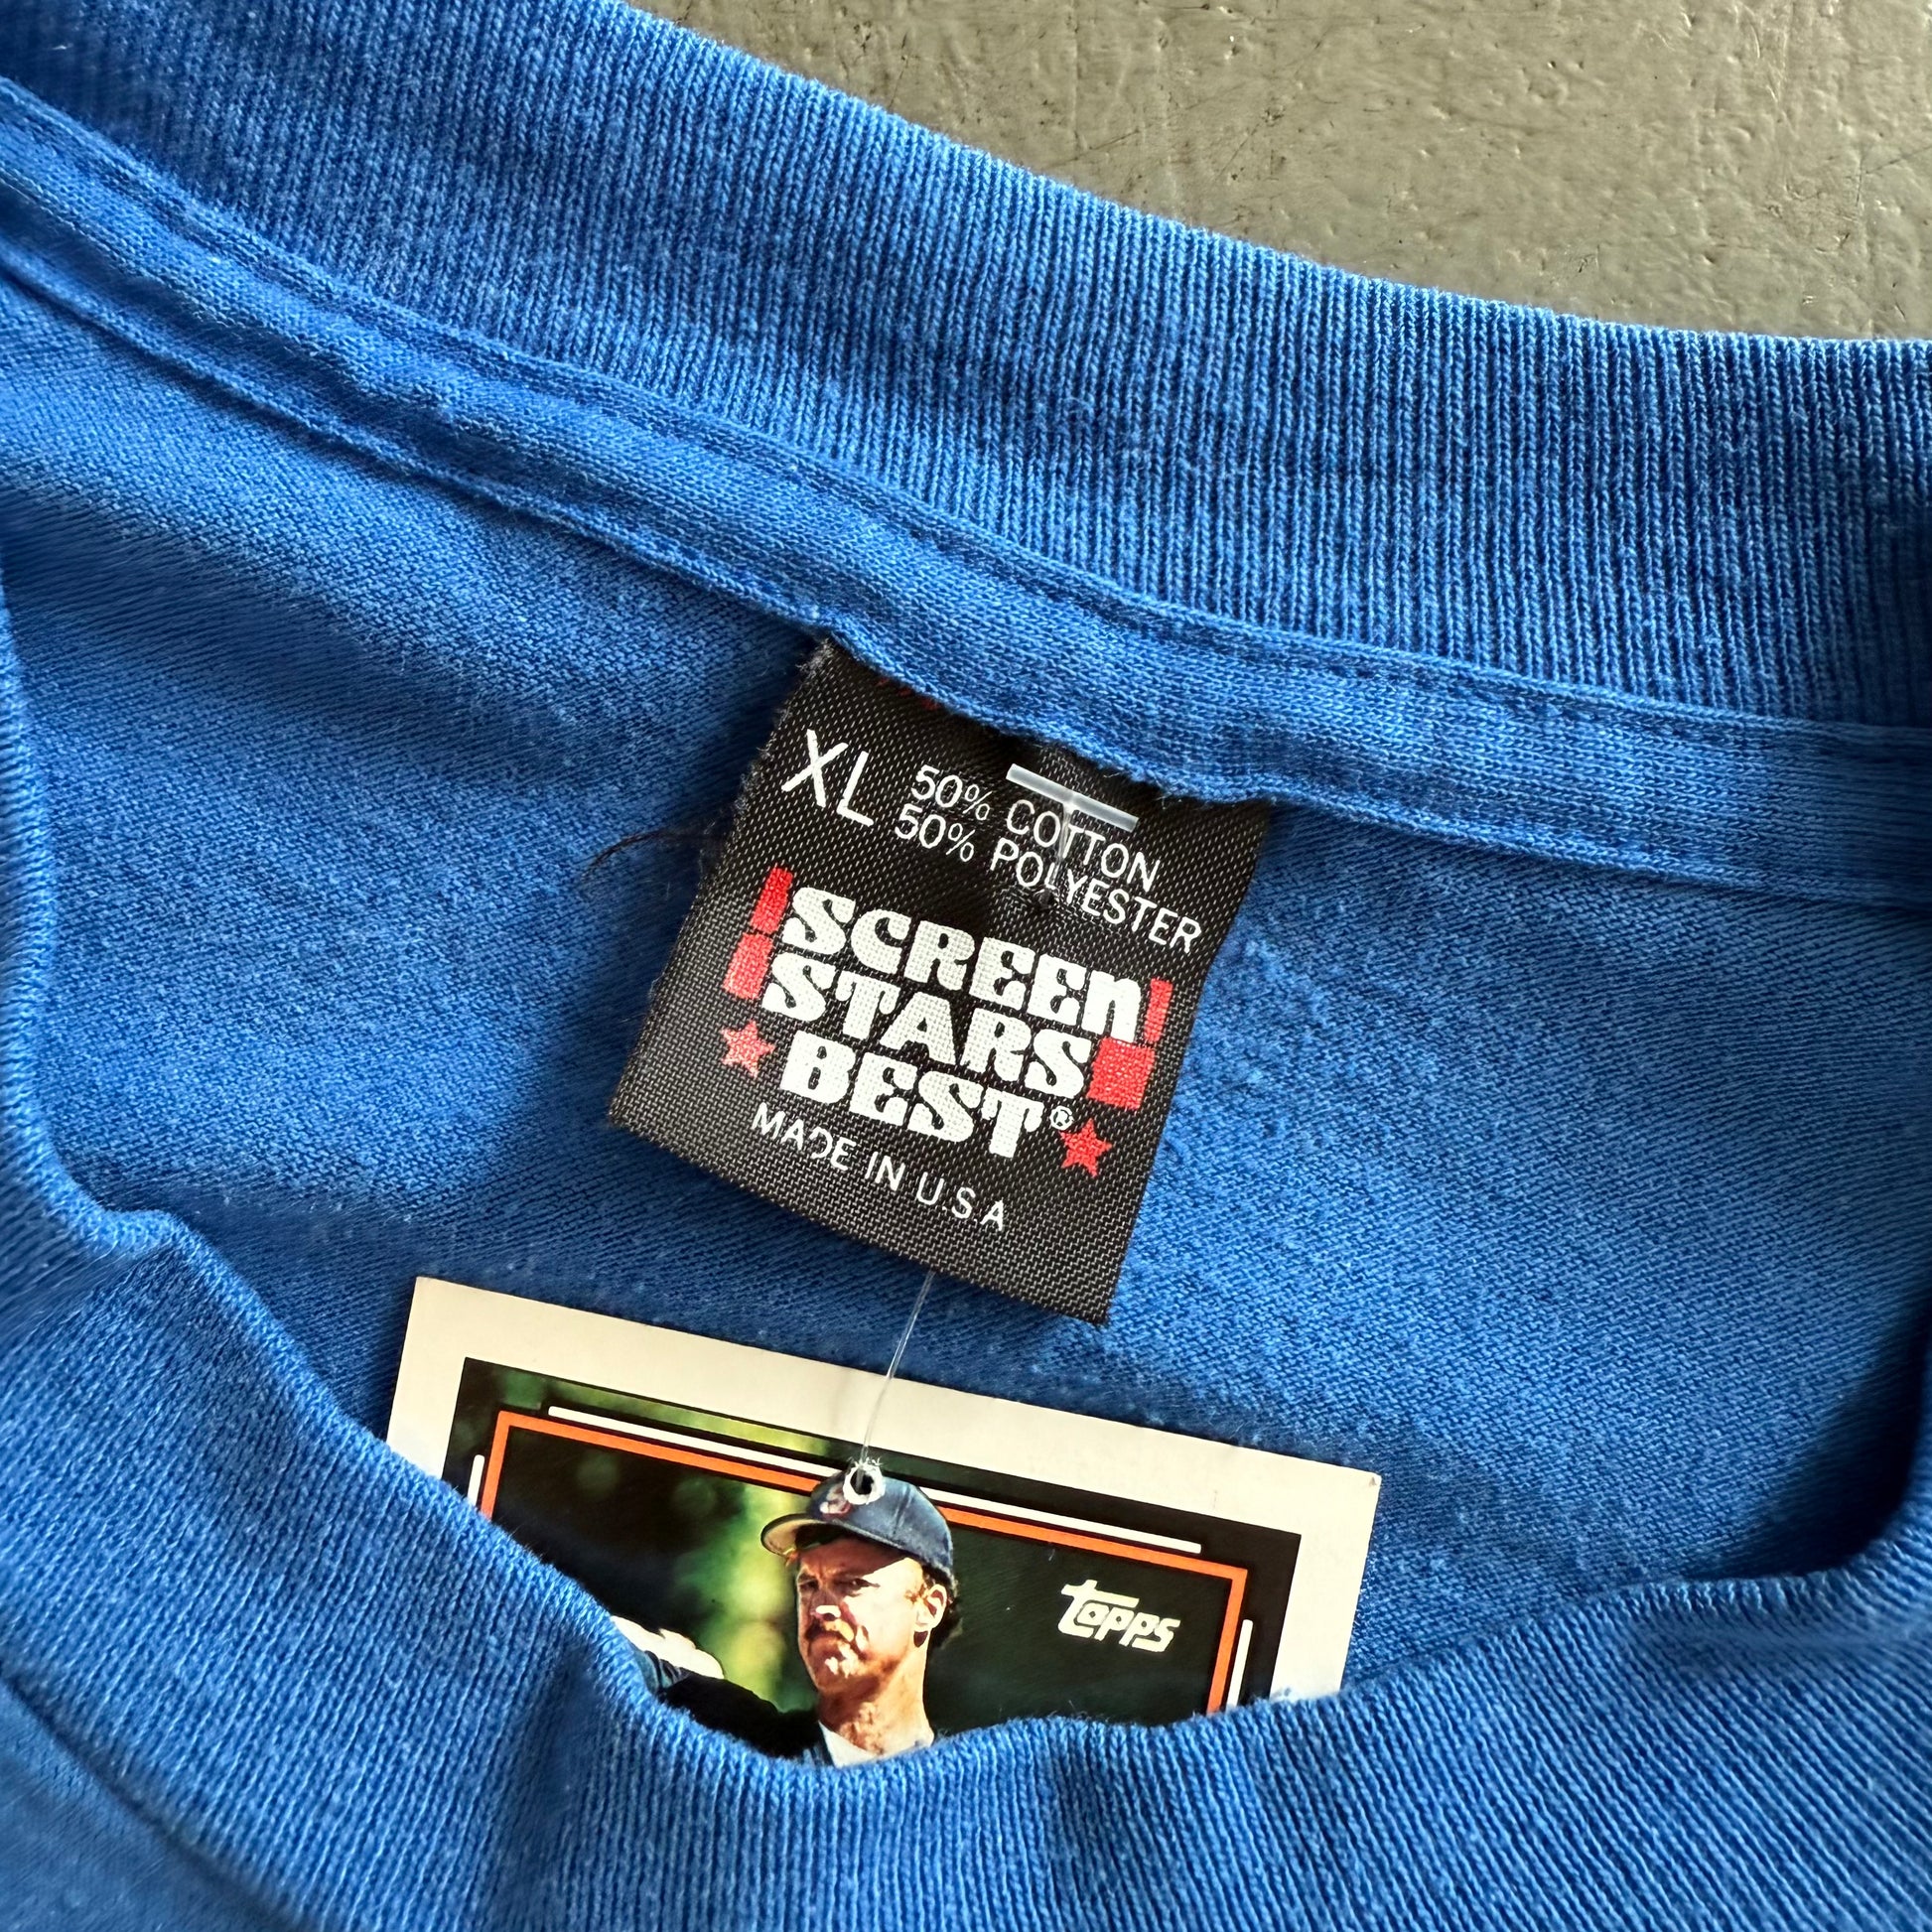 XL
50% COTTON
50% POLYESTER
SCREEN
STARS
BEST®
MADE IN U.S.A
Topps